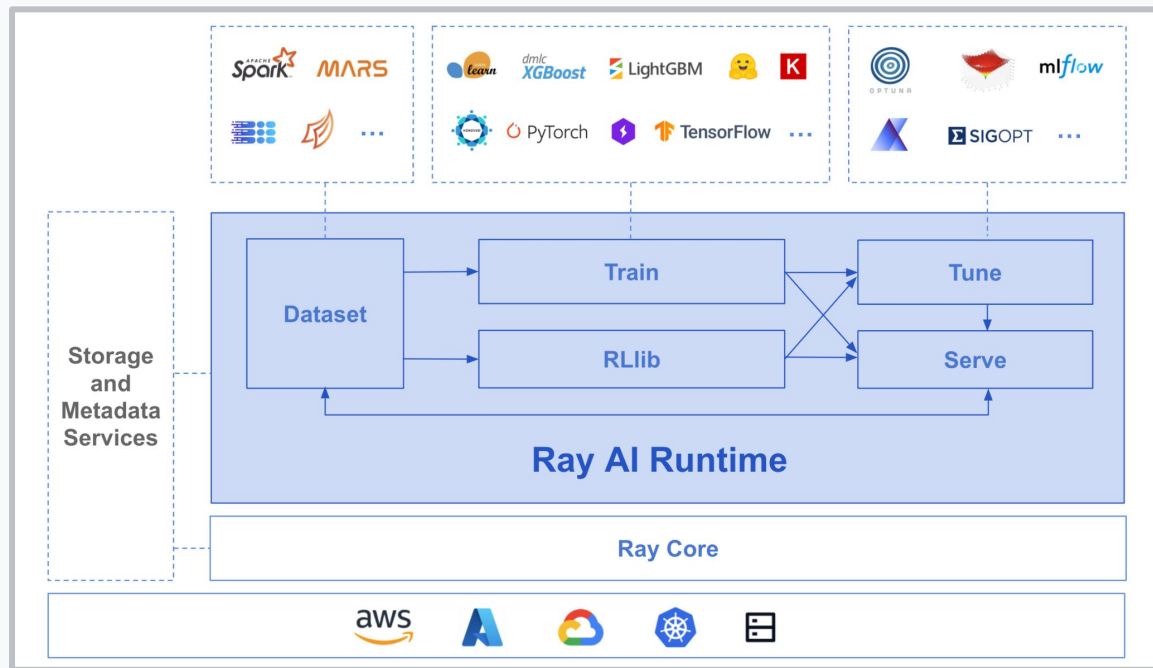 APACHE
Spark
MARS
...
learn
dmlc
XGBoost
LightGBM
K
HOROVOD
PyTorch
TensorFlow
...
OPTUNA
mlflow
SIGOPT
...
Storage
and
Metadata
Services
Dataset
Train
Tune
RLlib
Serve
Ray AI Runtime
Ray Core
aws